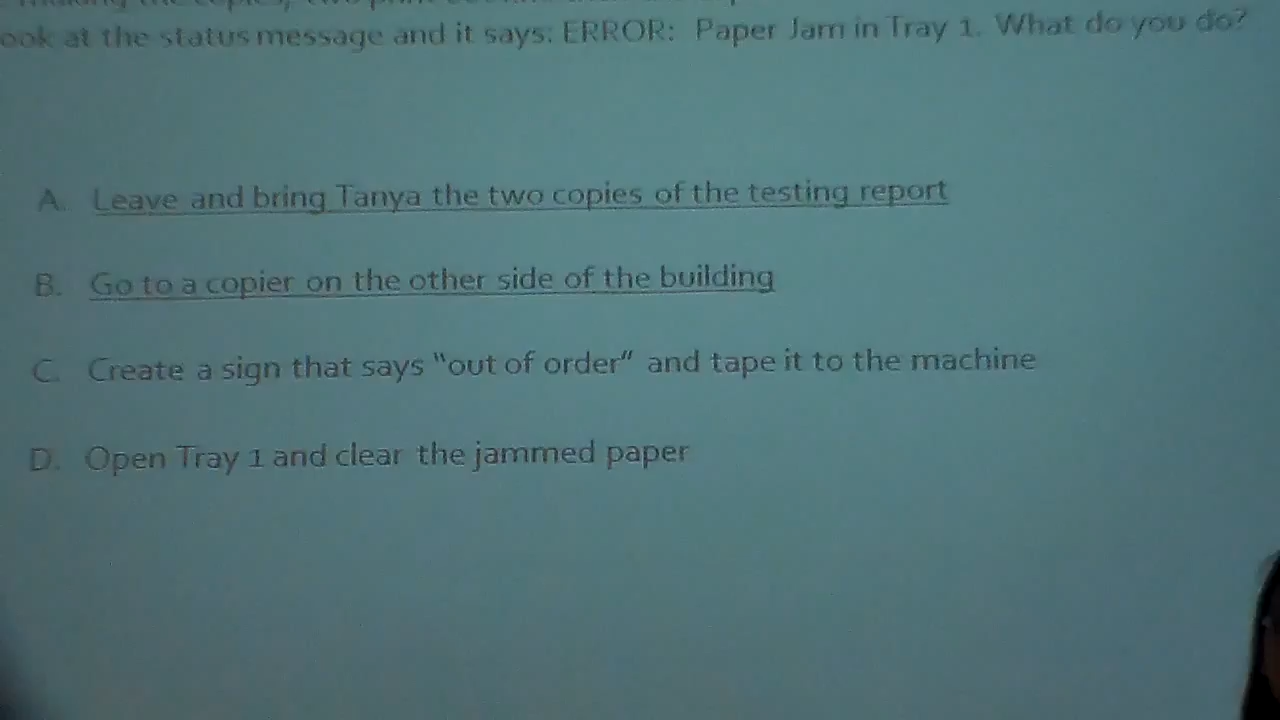 look at the status message and it says: ERROR: Paper Jam in Tray 1. What do you do?
A. Leave and bring Tanya the two copies of the testing report
B. Go to a copier on the other side of the building
C. Create a sign that says "out of order" and tape it to the machine
D. Open Tray 1 and clear the jammed paper